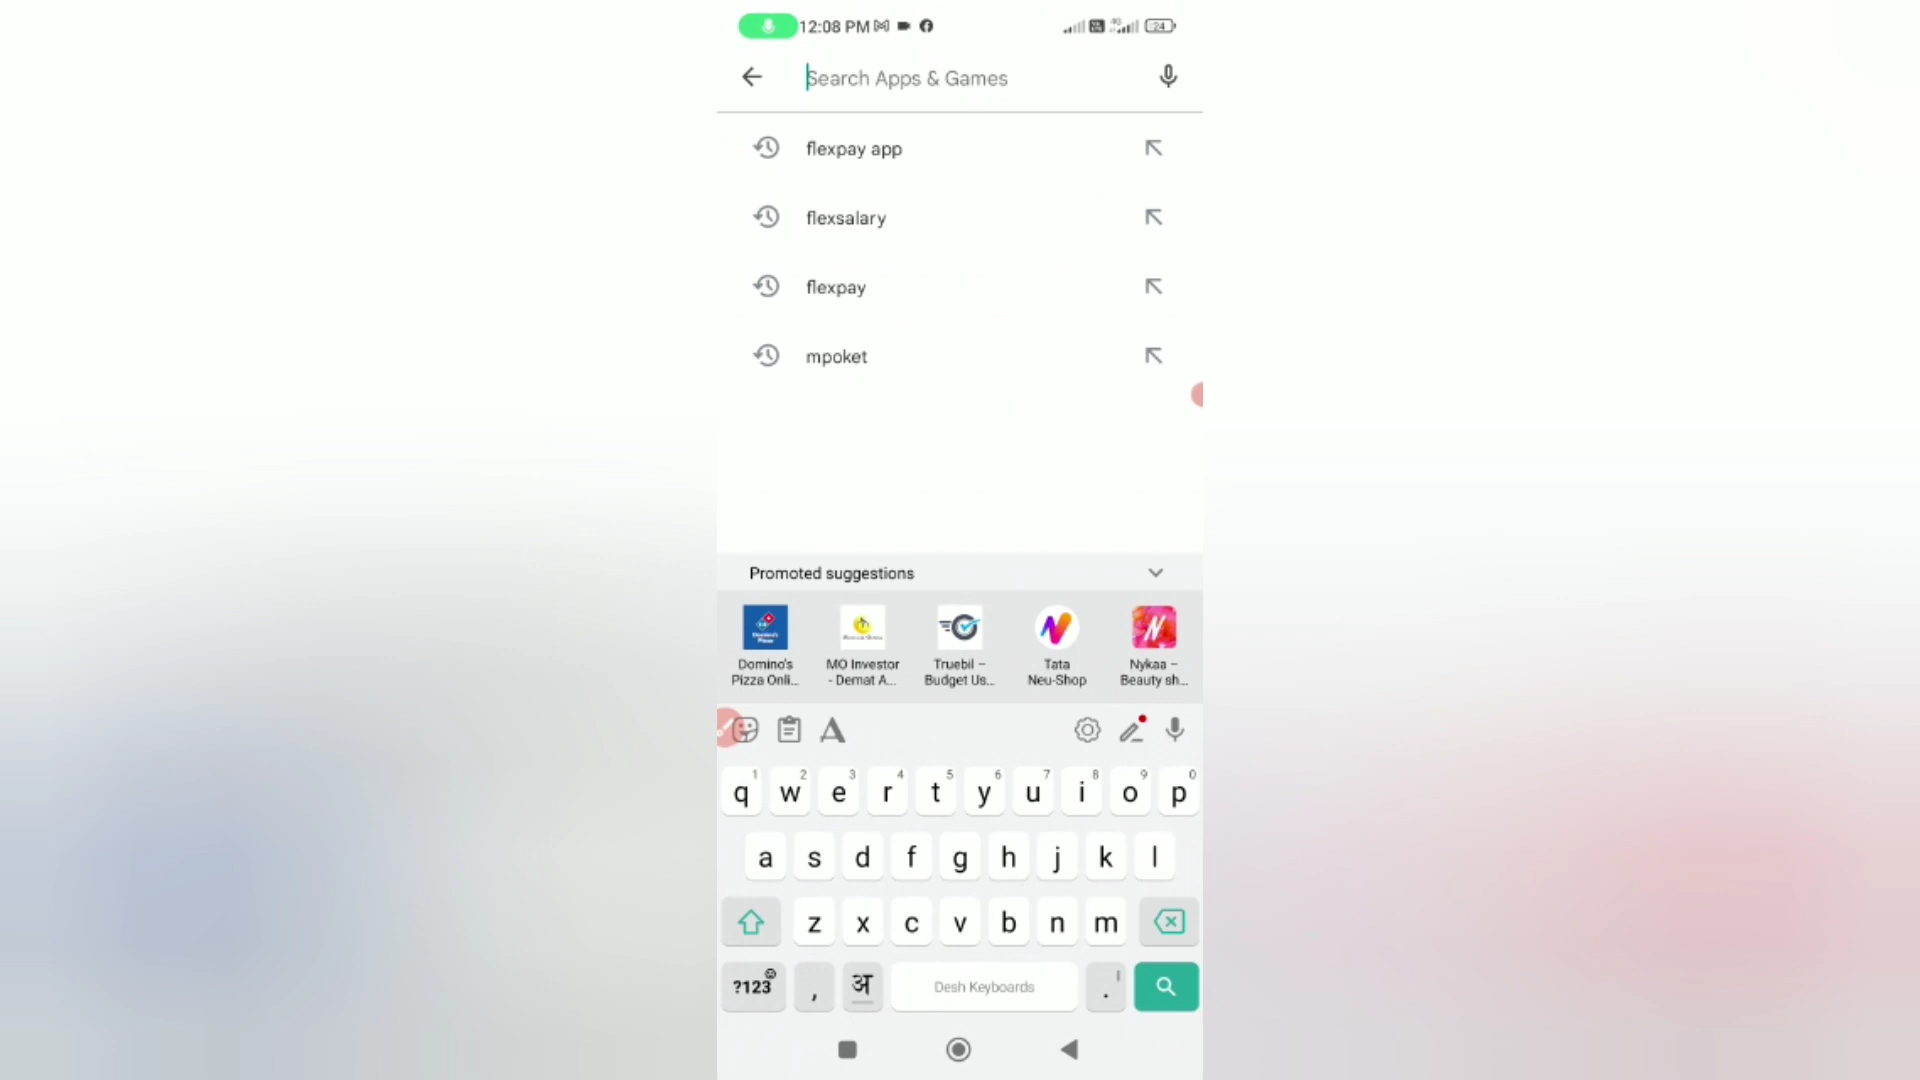 12:08 PM
24
Search Apps & Games
flexpay app
flexsalary
flexpay
mpoket
Promoted suggestions
Domino's Pizza Onli...
MO Investor - Demat A...
Truebil – Budget Us...
Tata Neu-Shop
Nykaa – Beauty sh...
1 2 3 4 5 6 7 8 9 0
q w e r t y u i o p
a s d f g h j k l
z x c v b n m
?123 , अ Desh Keyboards .